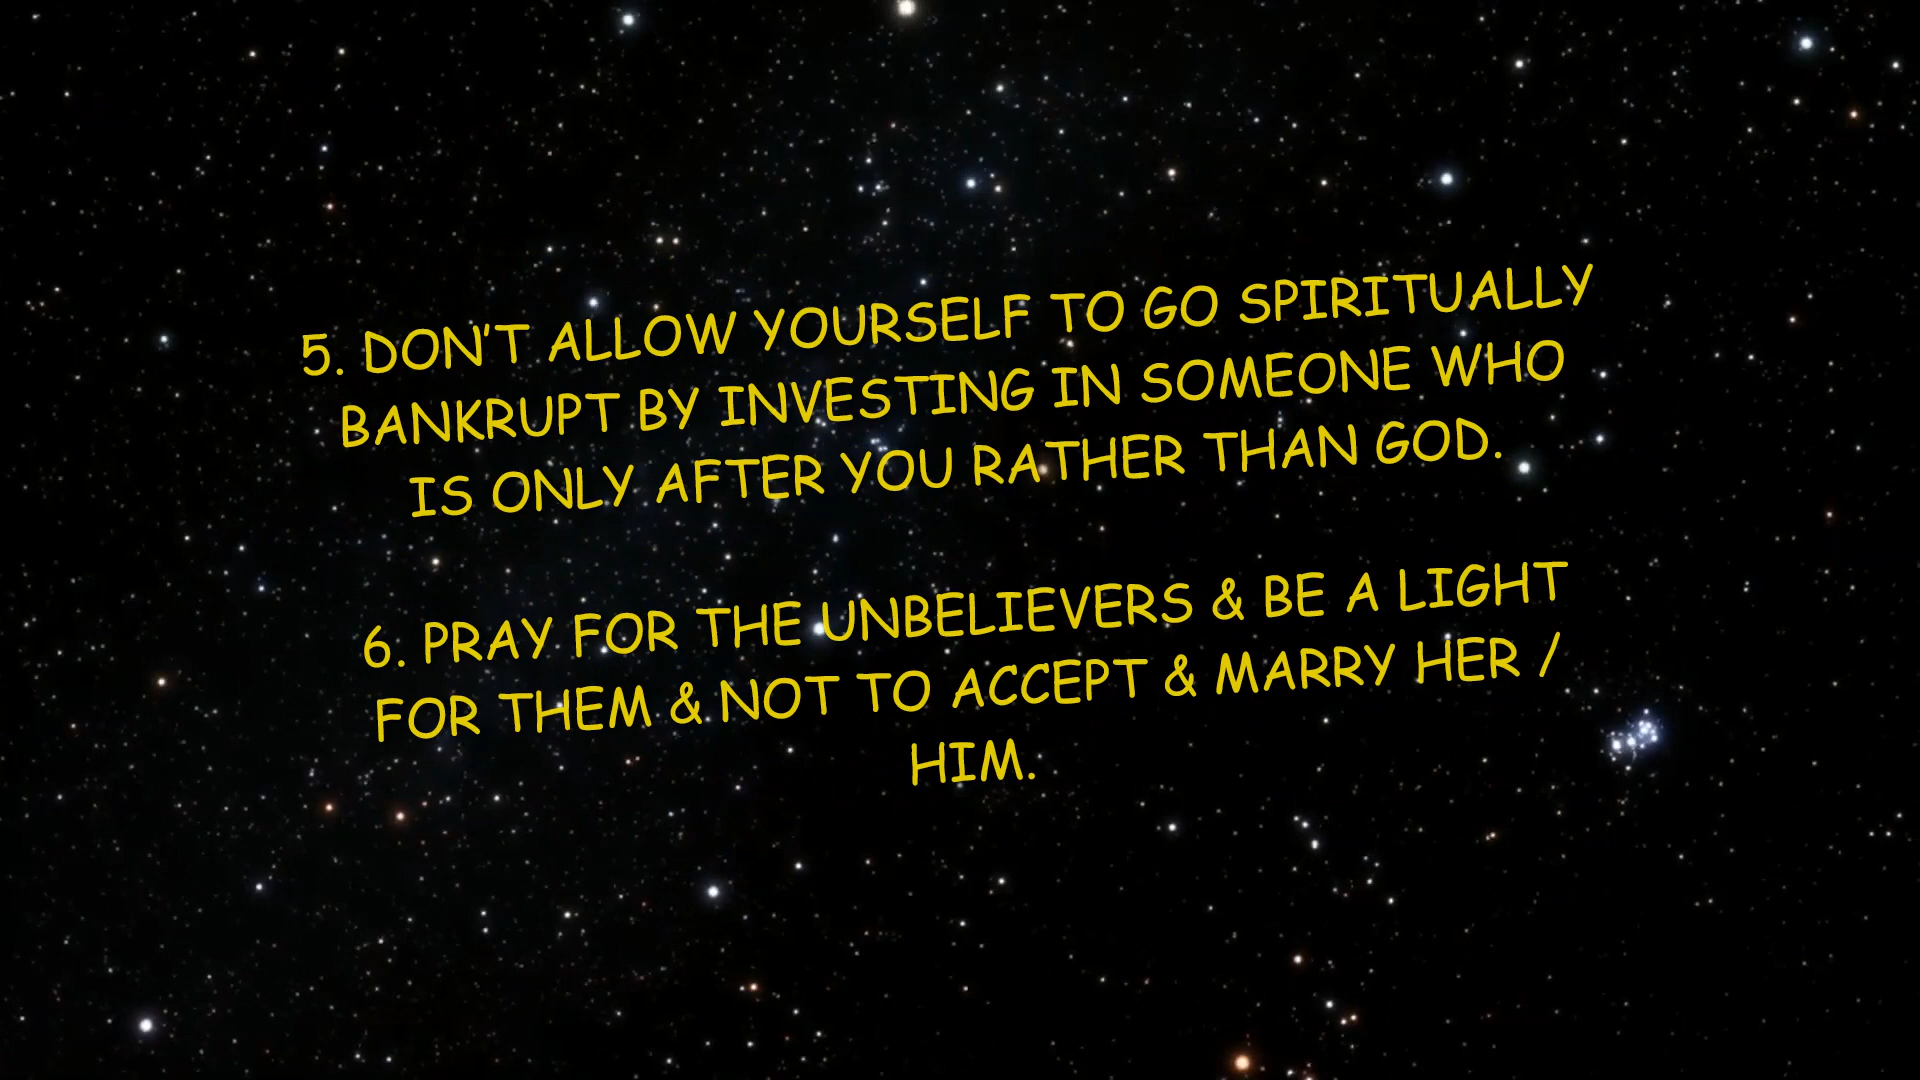 5. DON'T ALLOW YOURSELF TO GO SPIRITUALLY
BANKRUPT BY INVESTING IN SOMEONE WHO
IS ONLY AFTER YOU RATHER THAN GOD.
6. PRAY FOR THE UNBELIEVERS & BE A LIGHT
FOR THEM & NOT TO ACCEPT & MARRY HER /
HIM.